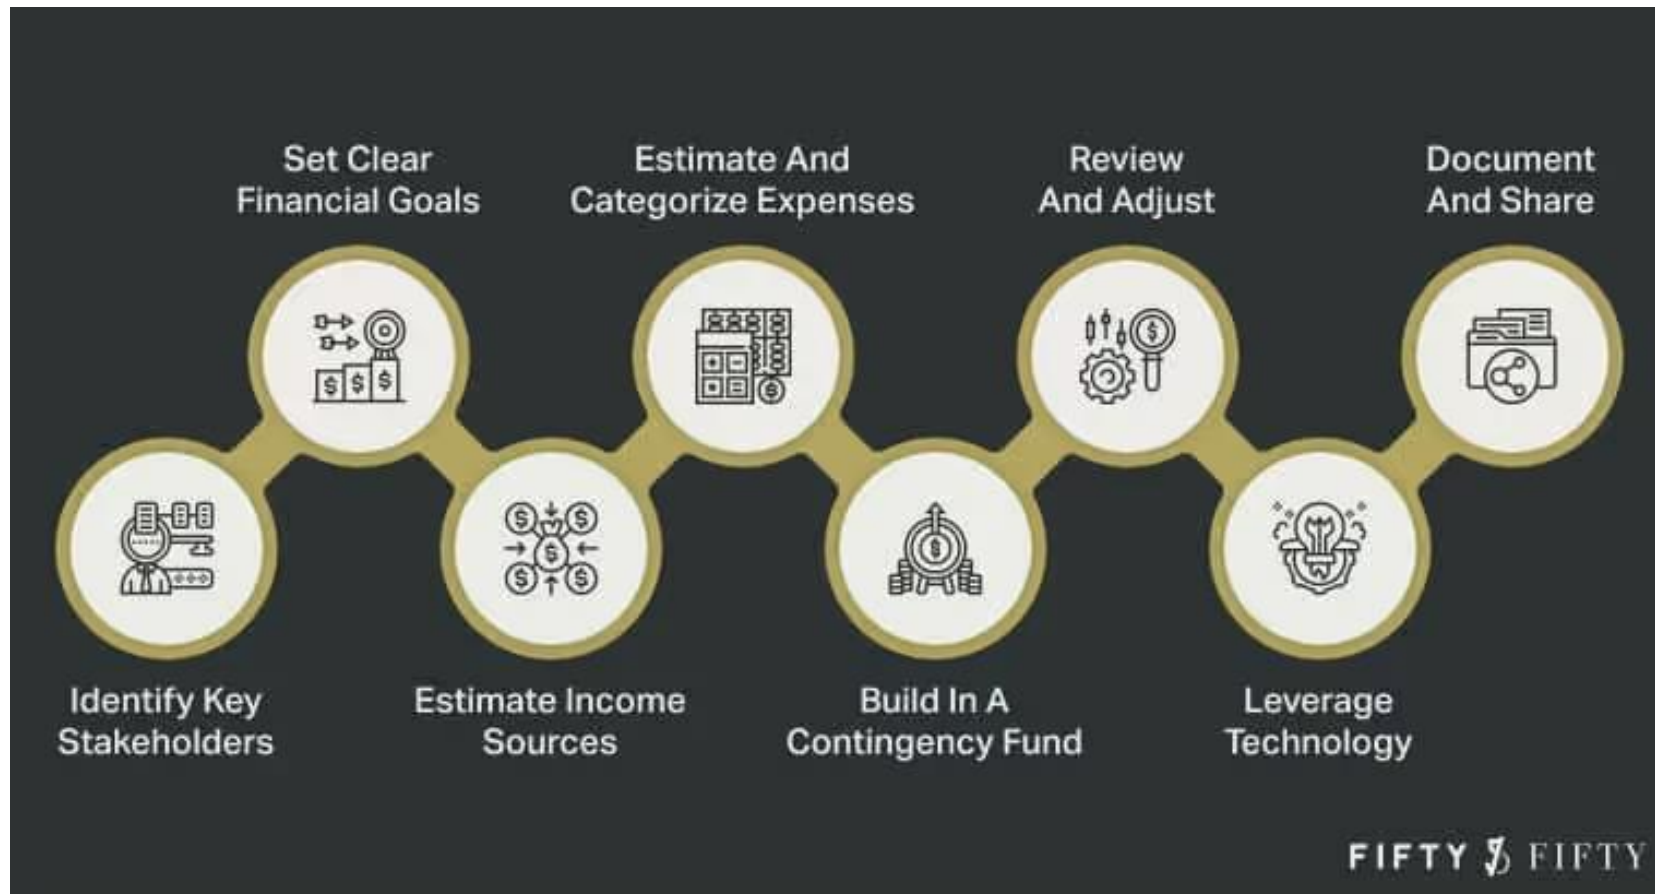 Set Clear
Financial Goals
Estimate And
Categorize Expenses
Review
And Adjust
Document
And Share
Identify Key
Stakeholders
Estimate Income
Sources
Build In A
Contingency Fund
Leverage
Technology
FIFTY FIFTY